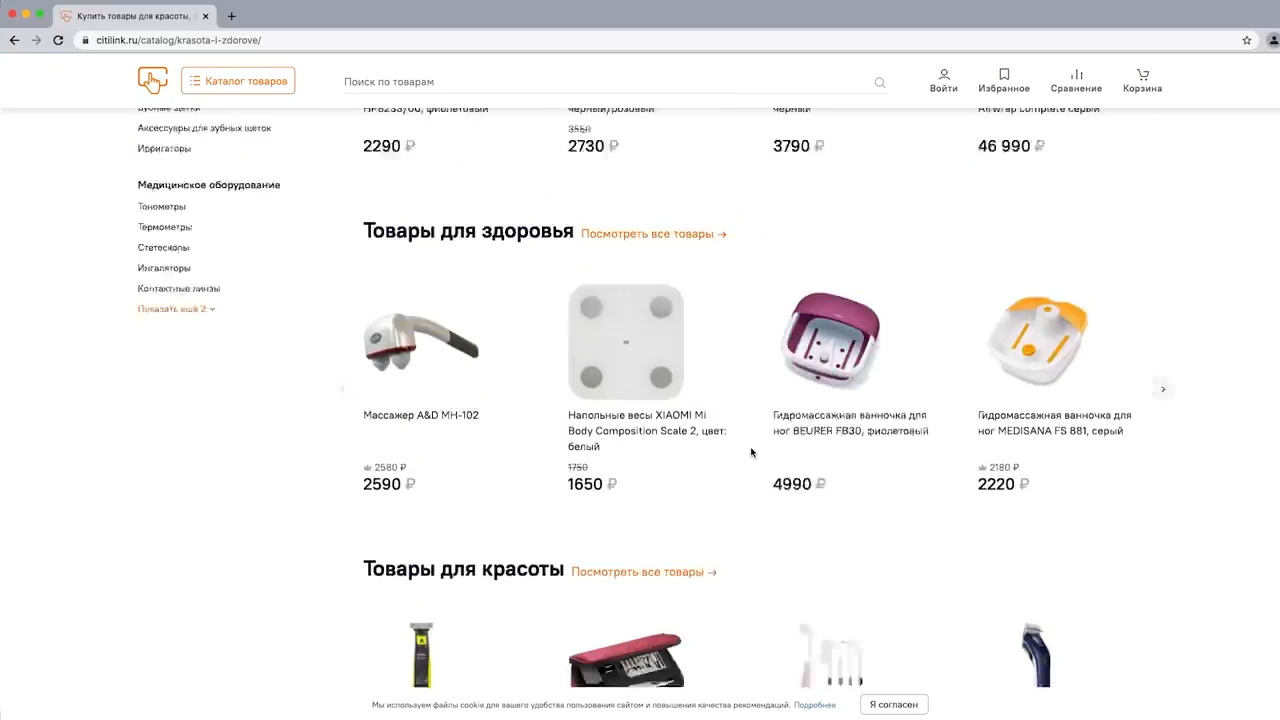 Купить товары для красоты,
citilink.ru/catalog/krasota-i-zdorove/
Каталог товаров
Поиск по товарам
Войти
Избранное
Сравнение
Корзина
Зубные щетки
Аксессуары для зубных щеток
Ирригаторы
Медицинское оборудование
Тонометры
Термометры
Стетоскопы
Ингаляторы
Контактные линзы
Показать ещё 2
HP8233/00, фиолетовый
черный/розовый
черный
Airwrap complete серый
3550
2290 ₽
2730 ₽
3790 ₽
46 990 ₽
Товары для здоровья Посмотреть все товары →
Массажер A&D MH-102
2580 ₽
2590 ₽
Напольные весы XIAOMI Mi
Body Composition Scale 2, цвет:
белый
1750
1650 ₽
Гидромассажная ванночка для
ног BEURER FB30, фиолетовый
4990 ₽
Гидромассажная ванночка для
ног MEDISANA FS 881, серый
2180 ₽
2220 ₽
Товары для красоты Посмотреть все товары →
Мы используем файлы cookie для вашего удобства пользования сайтом и повышения качества рекомендаций. Подробнее
Я согласен